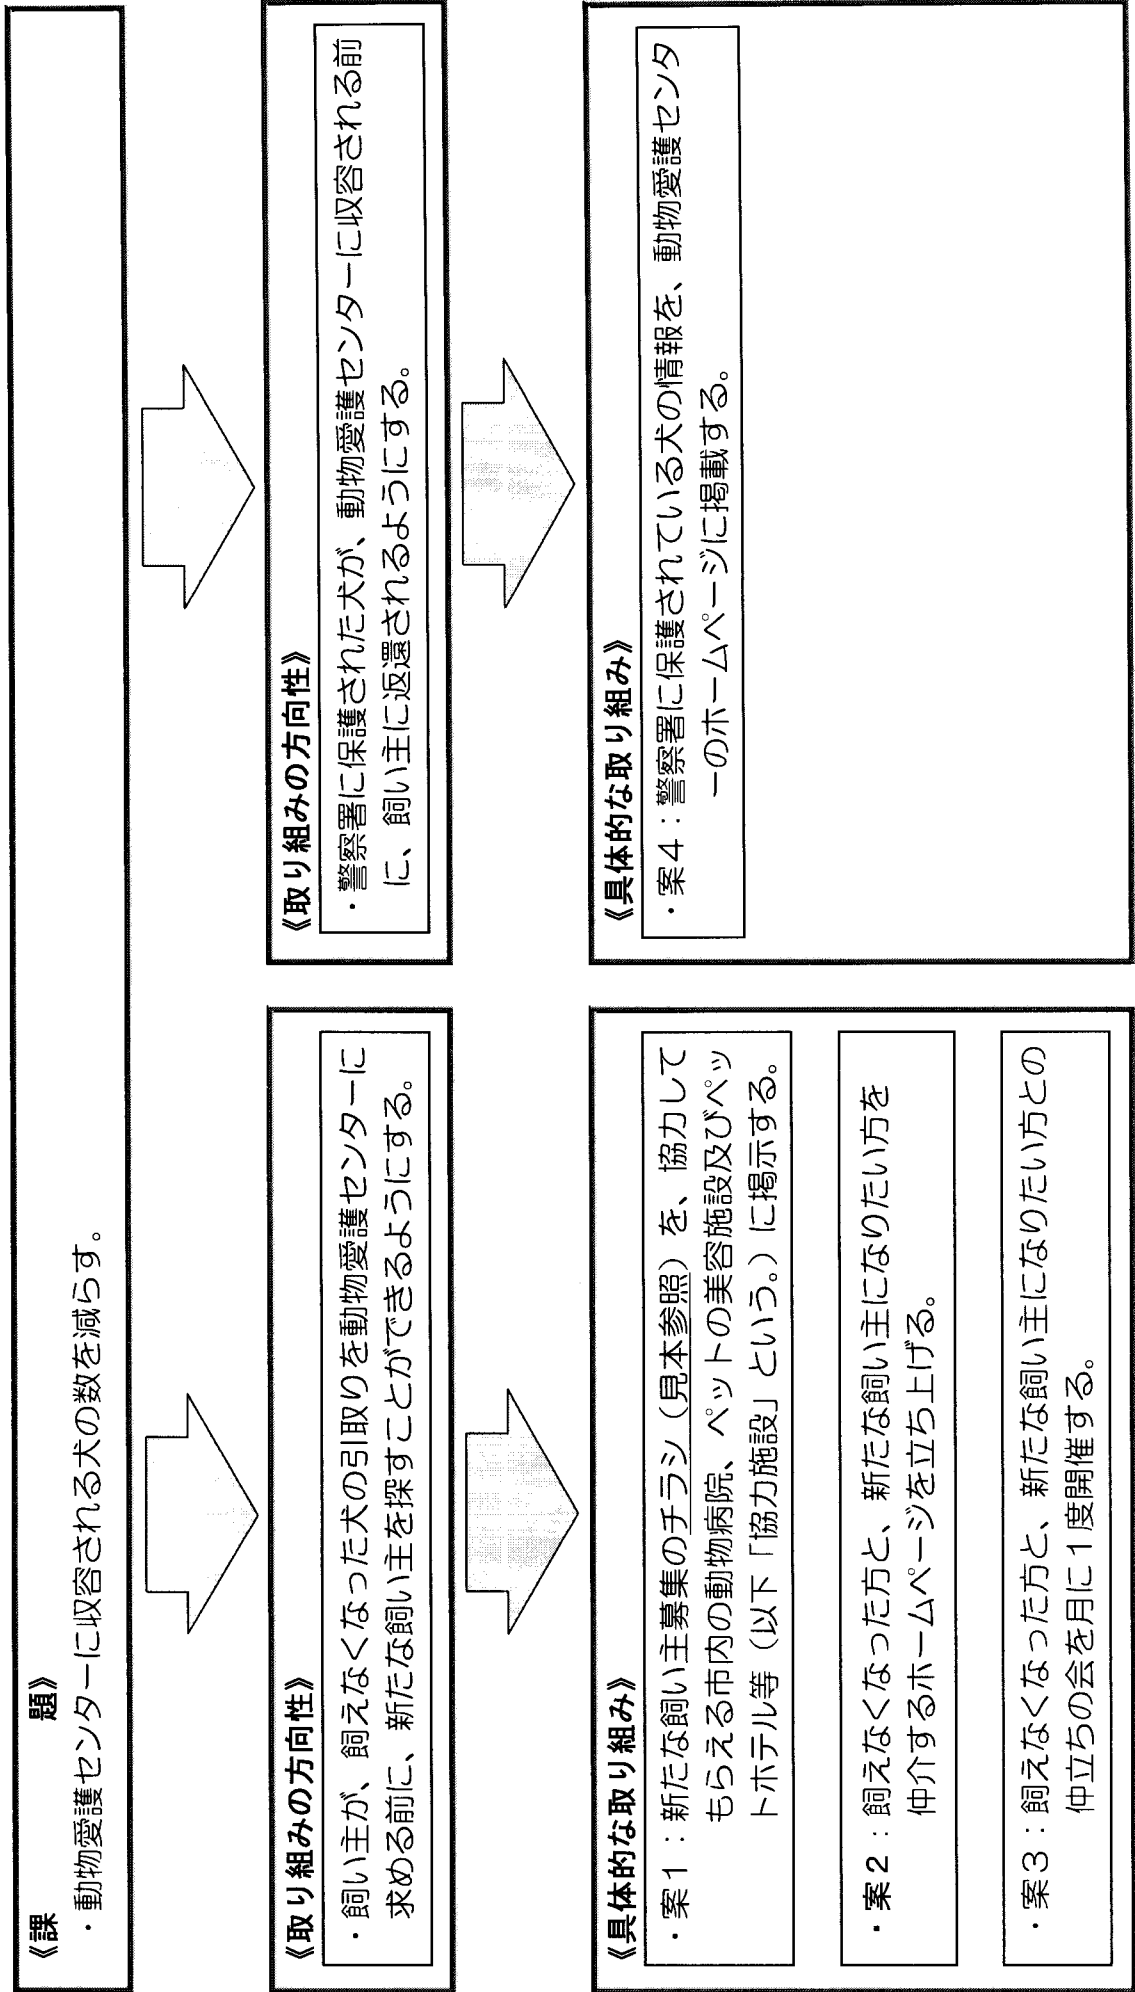 《課　　　題》
・動物愛護センターに収容される犬の数を減らす。
《取り組みの方向性》
・飼い主が、飼えなくなった犬の引取りを動物愛護センターに
求める前に、新たな飼い主を探すことができるようにする。
《具体的な取り組み》
・案1：新たな飼い主募集のチラシ（見本参照）を、協力して
もらえる市内の動物病院、ペットの美容施設及びペッ
トホテル等（以下「協力施設」という。）に掲示する。
・案2：飼えなくなった方と、新たな飼い主になりたい方を
仲介するホームページを立ち上げる。
・案3：飼えなくなった方と、新たな飼い主になりたい方との
仲立ちの会を月に1度開催する。
《取り組みの方向性》
・警察署に保護された犬が、動物愛護センターに収容される前
に、飼い主に返還されるようにする。
《具体的な取り組み》
・案4：警察署に保護されている犬の情報を、動物愛護センタ
ーのホームページに掲載する。